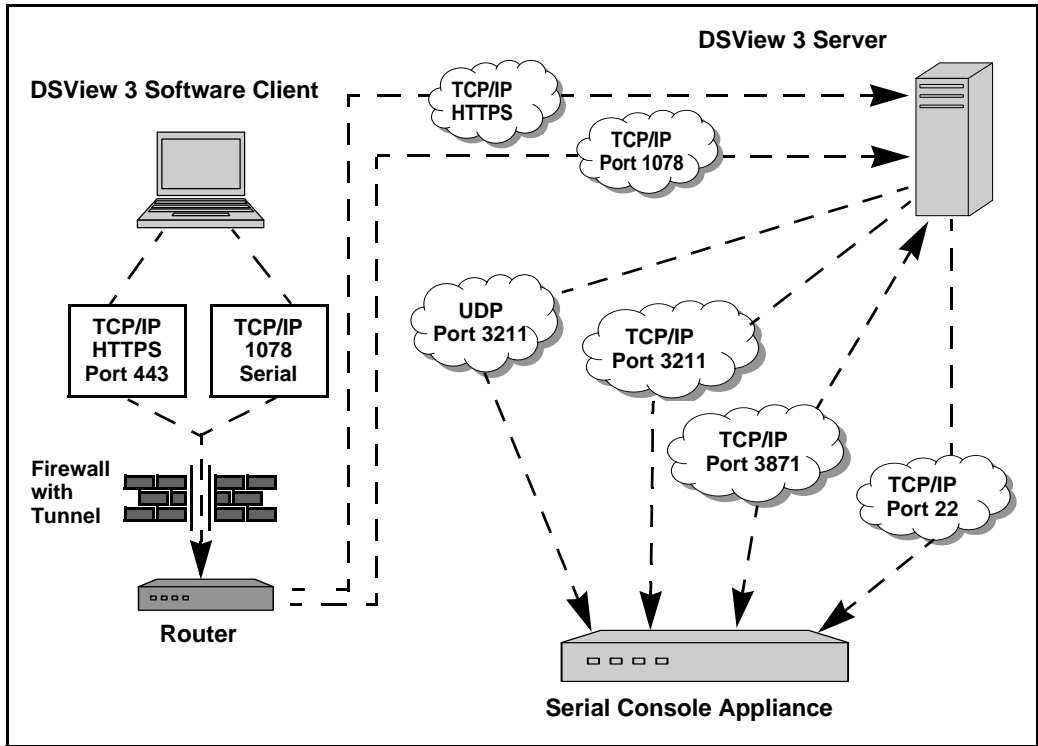 DSView 3 Server
DSView 3 Software Client
TCP/IP
HTTPS
TCP/IP
Port 1078
TCP/IP
HTTPS
Port 443
TCP/IP
1078
Serial
UDP
Port 3211
TCP/IP
Port 3211
TCP/IP
Port 3871
TCP/IP
Port 22
Firewall
with
Tunnel
Router
Serial Console Appliance